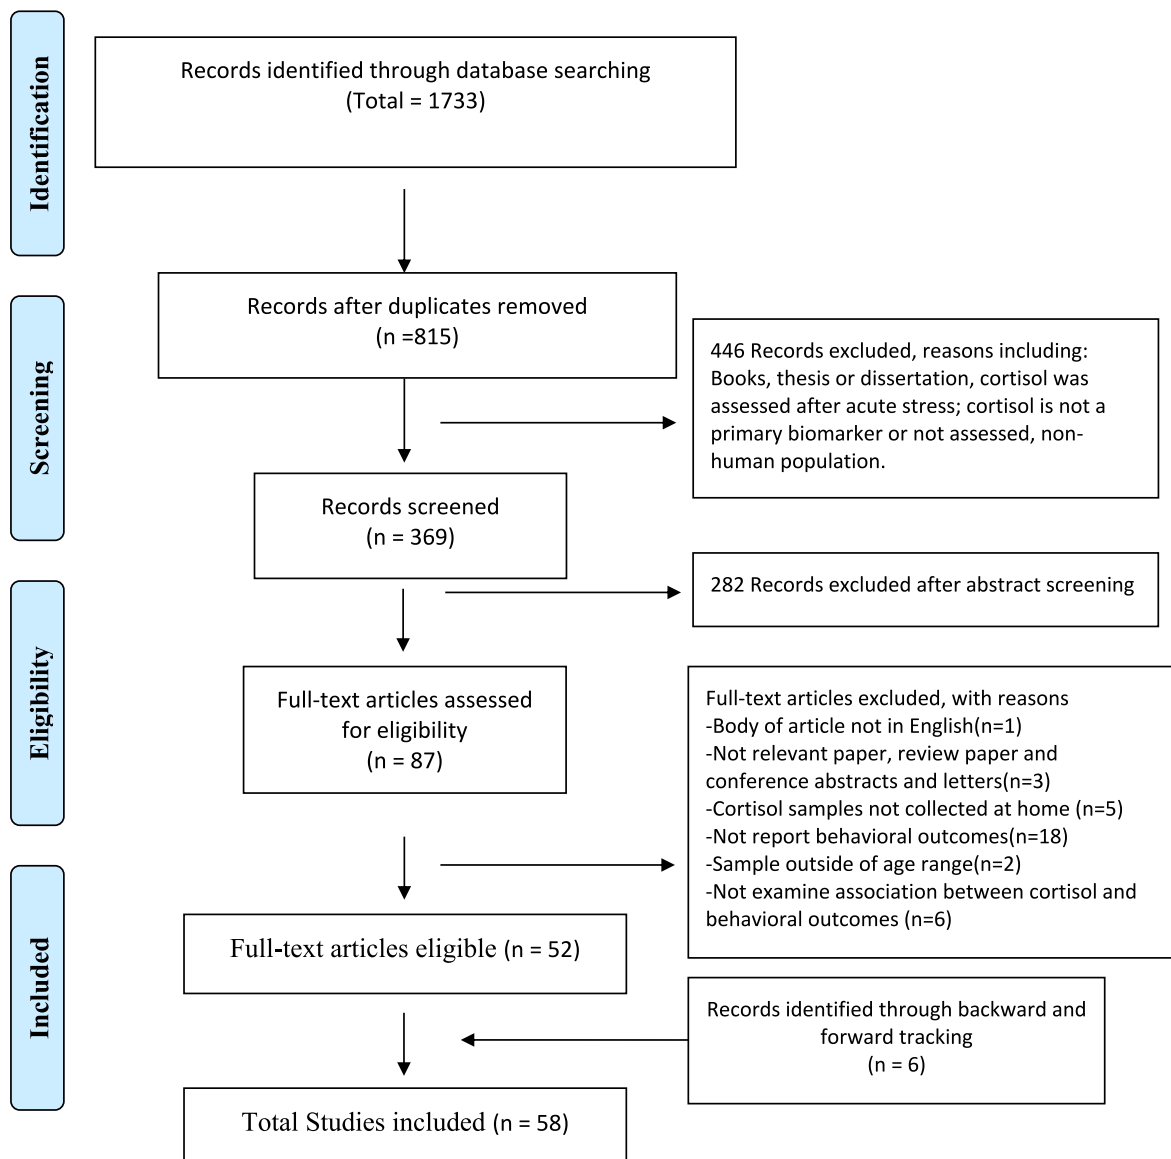 Identification
Records identified through database searching
(Total = 1733)
Records after duplicates removed
(n =815)
Screening
446 Records excluded, reasons including:
Books, thesis or dissertation, cortisol was
assessed after acute stress; cortisol is not a
primary biomarker or not assessed, non-
human population.
Records screened
(n = 369)
282 Records excluded after abstract screening
Eligibility
Full-text articles assessed
for eligibility
(n = 87)
Full-text articles excluded, with reasons
-Body of article not in English(n=1)
-Not relevant paper, review paper and
conference abstracts and letters(n=3)
-Cortisol samples not collected at home (n=5)
-Not report behavioral outcomes(n=18)
-Sample outside of age range(n=2)
-Not examine association between cortisol and
behavioral outcomes (n=6)
Included
Full-text articles eligible (n = 52)
Records identified through backward and
forward tracking
(n = 6)
Total Studies included (n = 58)